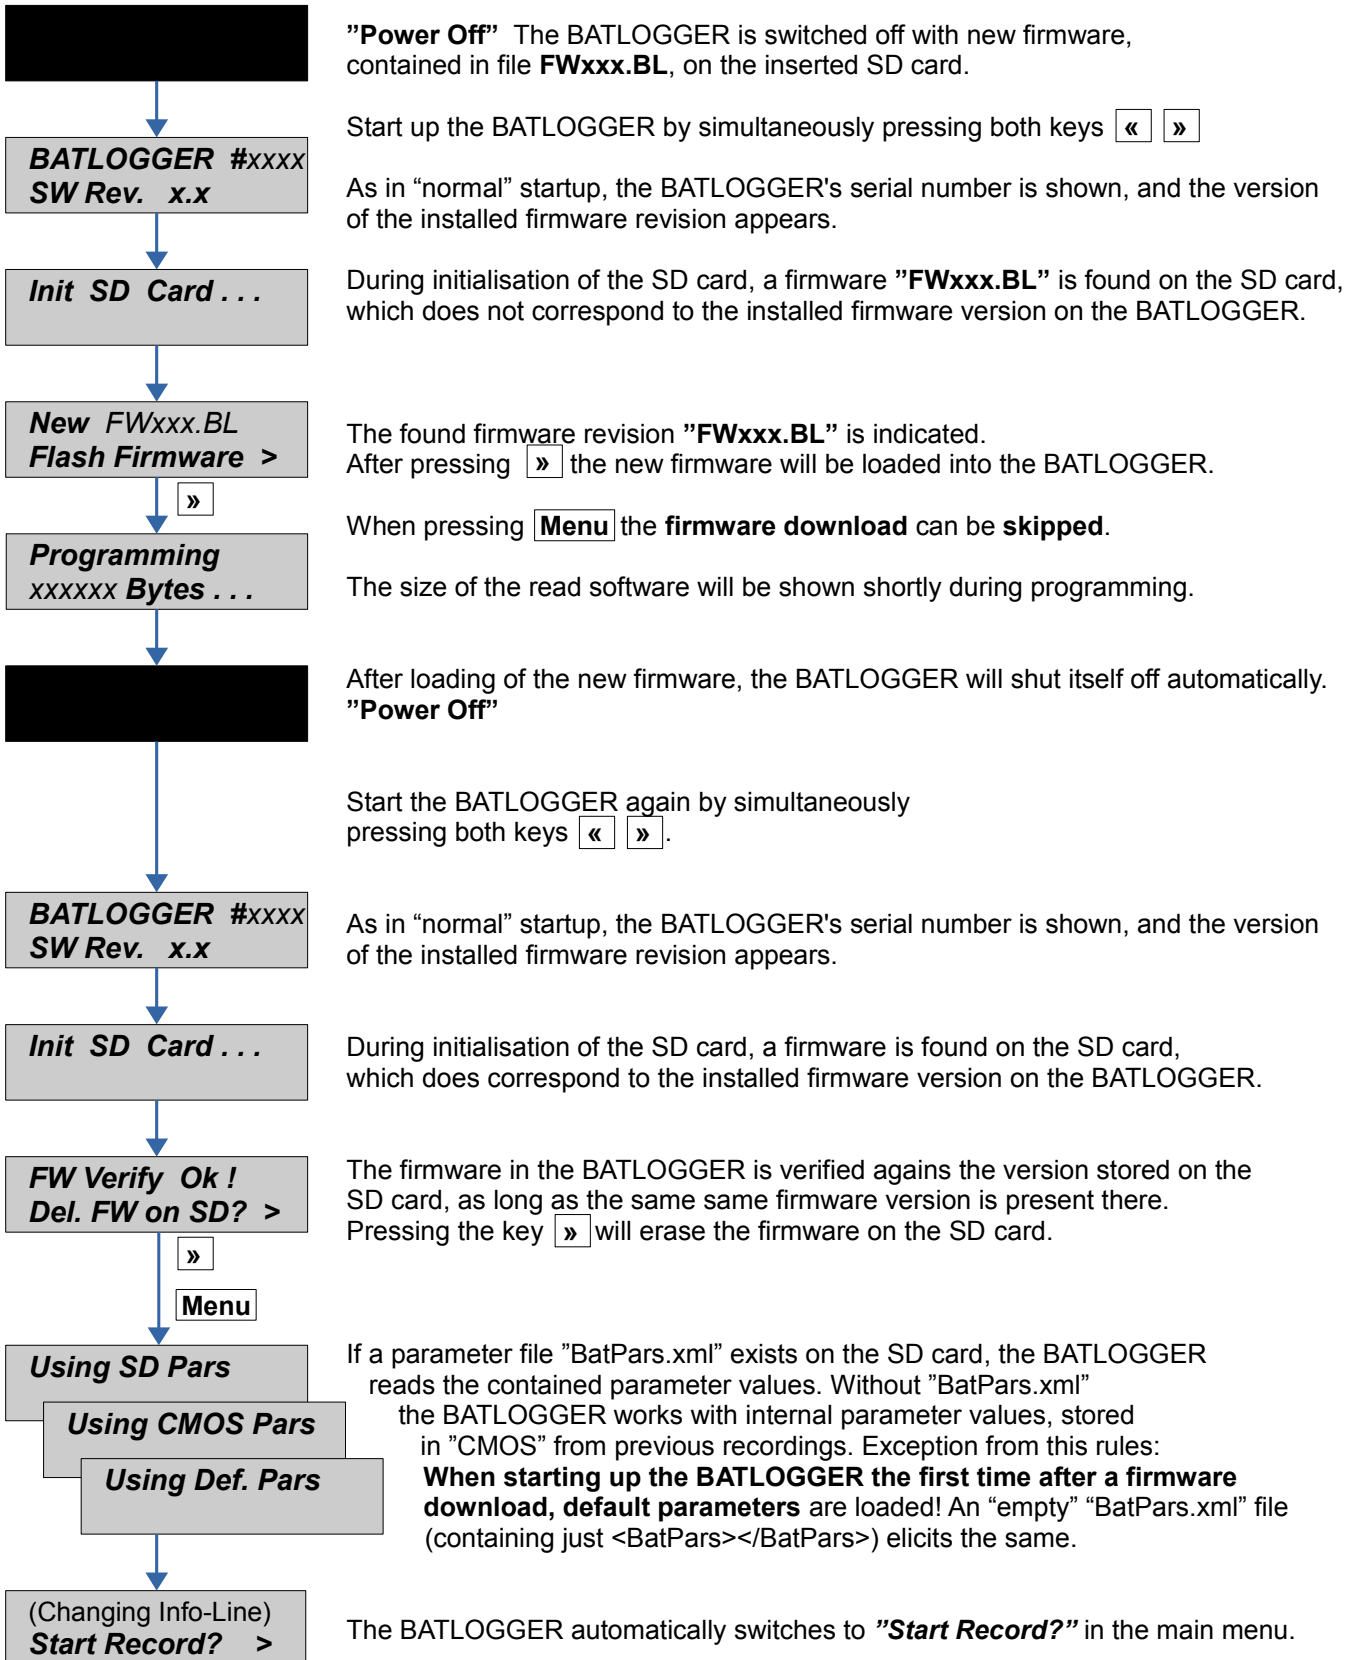 ”Power Off” The BATLOGGER is switched off with new firmware,
contained in file FWxxx.BL, on the inserted SD card.
Start up the BATLOGGER by simultaneously pressing both keys « »
BATLOGGER #xxxx
SW Rev. x.x
As in “normal” startup, the BATLOGGER's serial number is shown, and the version
of the installed firmware revision appears.
Init SD Card . . .
During initialisation of the SD card, a firmware ”FWxxx.BL” is found on the SD card,
which does not correspond to the installed firmware version on the BATLOGGER.
New FWxxx.BL
Flash Firmware >
The found firmware revision ”FWxxx.BL” is indicated.
After pressing » the new firmware will be loaded into the BATLOGGER.
»
When pressing Menu the firmware download can be skipped.
Programming
xxxxxx Bytes . . .
The size of the read software will be shown shortly during programming.
After loading of the new firmware, the BATLOGGER will shut itself off automatically.
”Power Off”
Start the BATLOGGER again by simultaneously
pressing both keys « ».
BATLOGGER #xxxx
SW Rev. x.x
As in “normal” startup, the BATLOGGER's serial number is shown, and the version
of the installed firmware revision appears.
Init SD Card . . .
During initialisation of the SD card, a firmware is found on the SD card,
which does correspond to the installed firmware version on the BATLOGGER.
FW Verify Ok !
Del. FW on SD? >
The firmware in the BATLOGGER is verified agains the version stored on the
SD card, as long as the same same firmware version is present there.
Pressing the key » will erase the firmware on the SD card.
»
Menu
Using SD Pars
Using CMOS Pars
Using Def. Pars
If a parameter file ”BatPars.xml” exists on the SD card, the BATLOGGER
reads the contained parameter values. Without ”BatPars.xml”
the BATLOGGER works with internal parameter values, stored
in ”CMOS” from previous recordings. Exception from this rules:
When starting up the BATLOGGER the first time after a firmware
download, default parameters are loaded! An “empty” “BatPars.xml” file
(containing just <BatPars></BatPars>) elicits the same.
(Changing Info-Line)
Start Record? >
The BATLOGGER automatically switches to ”Start Record?” in the main menu.